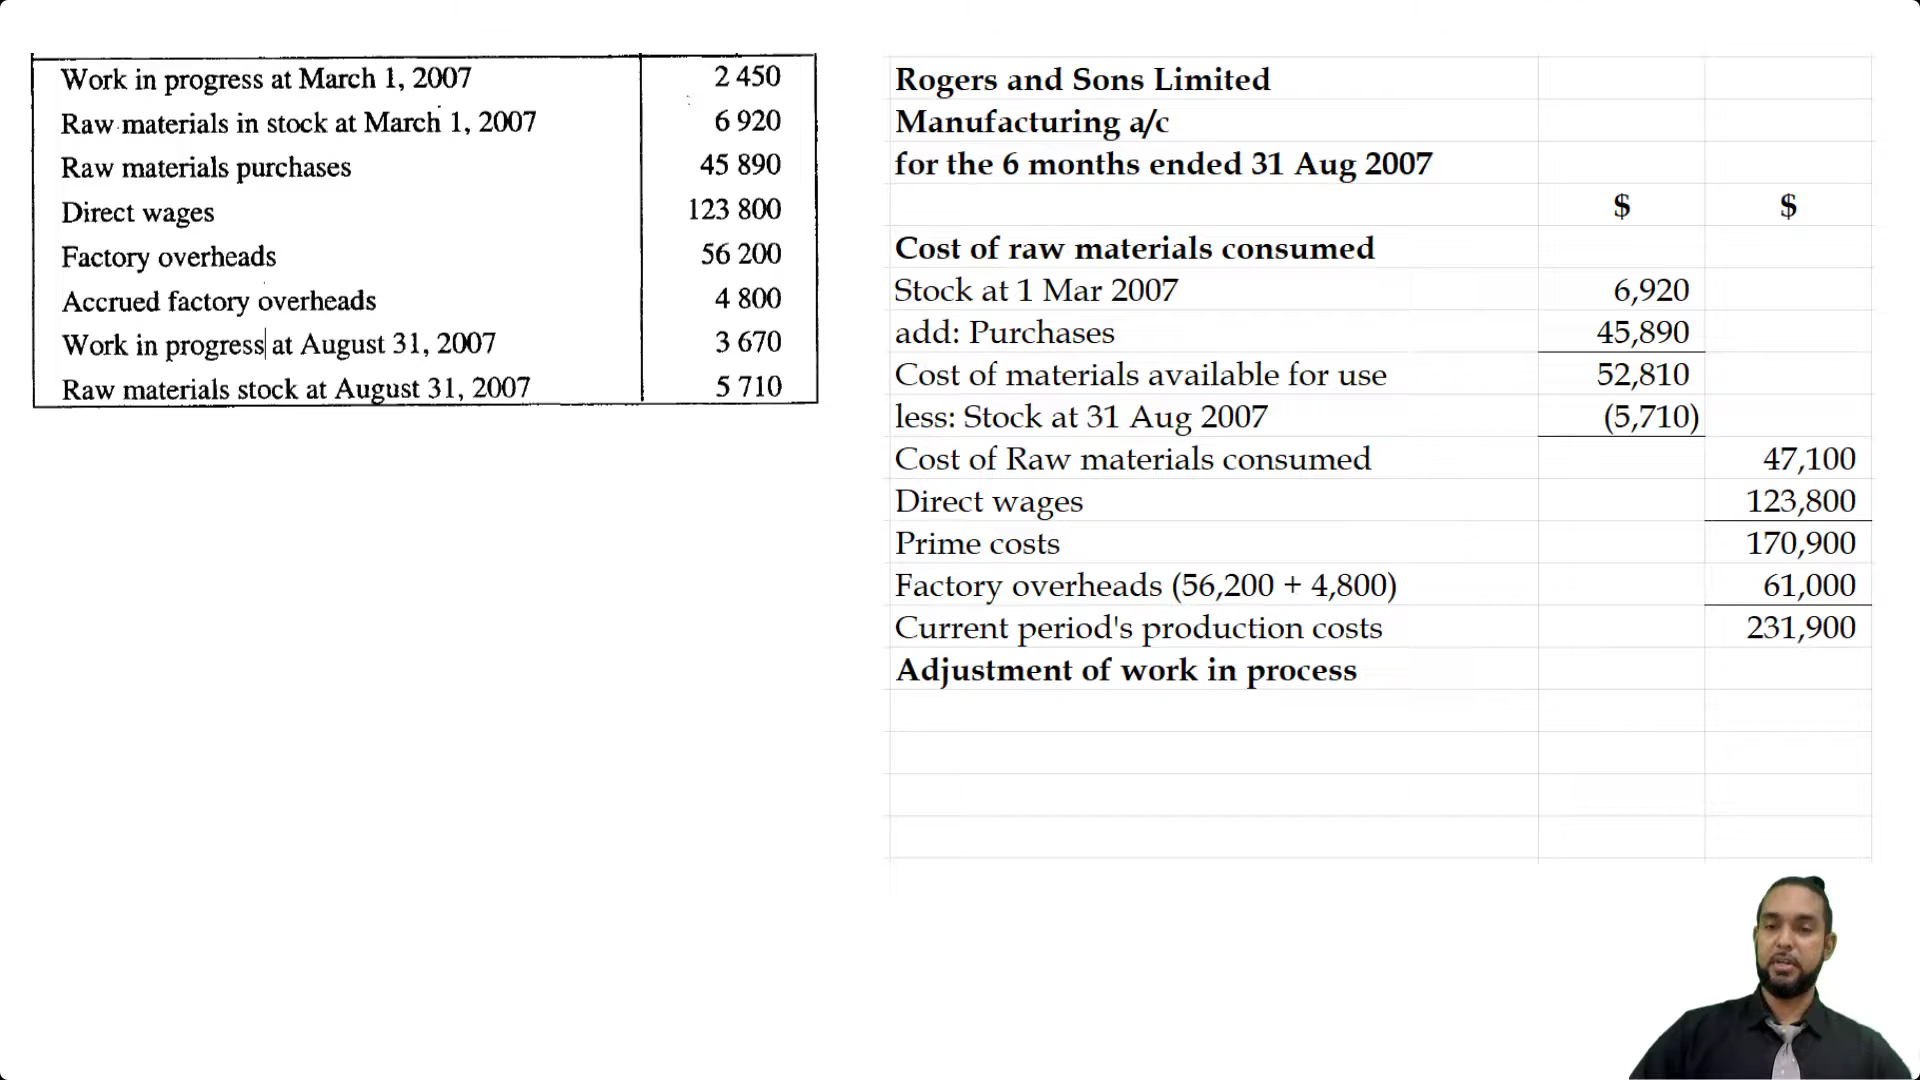 Work in progress at March 1, 2007 2 450
Raw materials in stock at March 1, 2007 6 920
Raw materials purchases 45 890
Direct wages 123 800
Factory overheads 56 200
Accrued factory overheads 4 800
Work in progress at August 31, 2007 3 670
Raw materials stock at August 31, 2007 5 710
Rogers and Sons Limited
Manufacturing a/c
for the 6 months ended 31 Aug 2007
$ $
Cost of raw materials consumed
Stock at 1 Mar 2007 6,920
add: Purchases 45,890
Cost of materials available for use 52,810
less: Stock at 31 Aug 2007 (5,710)
Cost of Raw materials consumed 47,100
Direct wages 123,800
Prime costs 170,900
Factory overheads (56,200 + 4,800) 61,000
Current period's production costs 231,900
Adjustment of work in process